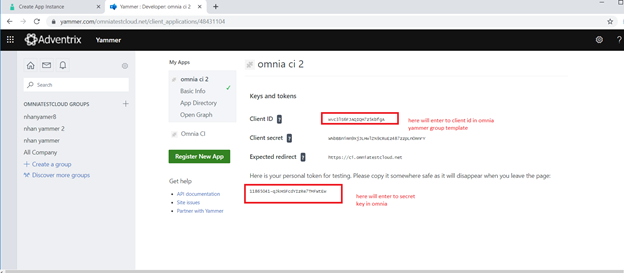 Create App Instance
Yammer : Developer: omnia ci 2
yammer.com/omniatestcloud.net/client_applications/48431104
Adventrix
Yammer
?
Search
OMNIATESTCLOUD GROUPS
nhanyamer8
nhan yammer 2
nhan yammer
All Company
+ Create a group
Discover more groups
My Apps
omnia ci 2
Basic Info
App Directory
Open Graph
Omnia CI
Register New App
Get help
API documentation
Site issues
Partner with Yammer
omnia ci 2
Keys and tokens
Client ID ?
here will enter to client id in omnia
yammer group template
Client secret ?
Expected redirect ?
https://ci.omniatestcloud.net
Here is your personal token for testing. Please copy it somewhere safe as it will disappear when you leave the page:
here will enter to secret
key in omnia